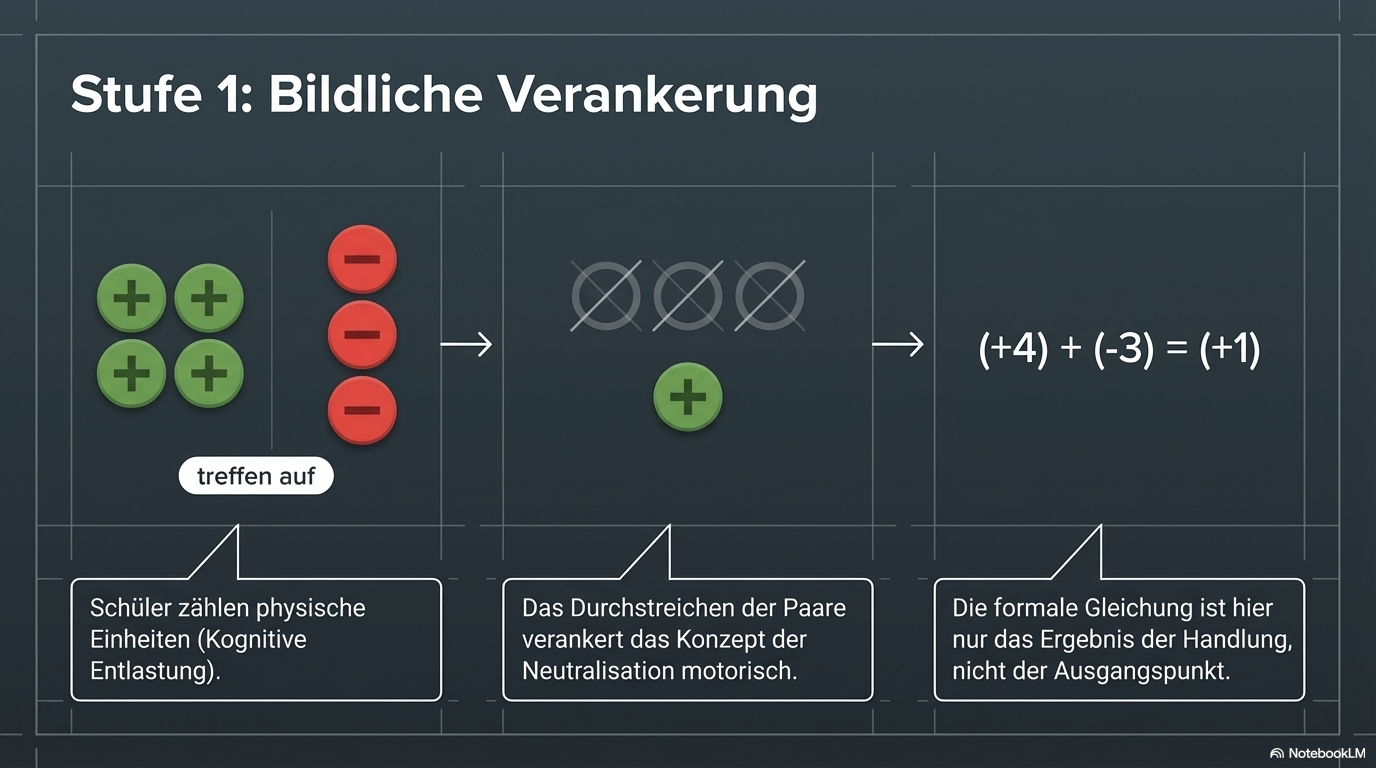 Stufe 1: Bildliche Verankerung
+ +
+ +
−
−
−
+
(+4) + (-3) = (+1)
treffen auf
Schüler zählen physische
Einheiten (Kognitive
Entlastung).
Das Durchstreichen der Paare
verankert das Konzept der
Neutralisation motorisch.
Die formale Gleichung ist hier
nur das Ergebnis der Handlung,
nicht der Ausgangspunkt.
NotebookLM